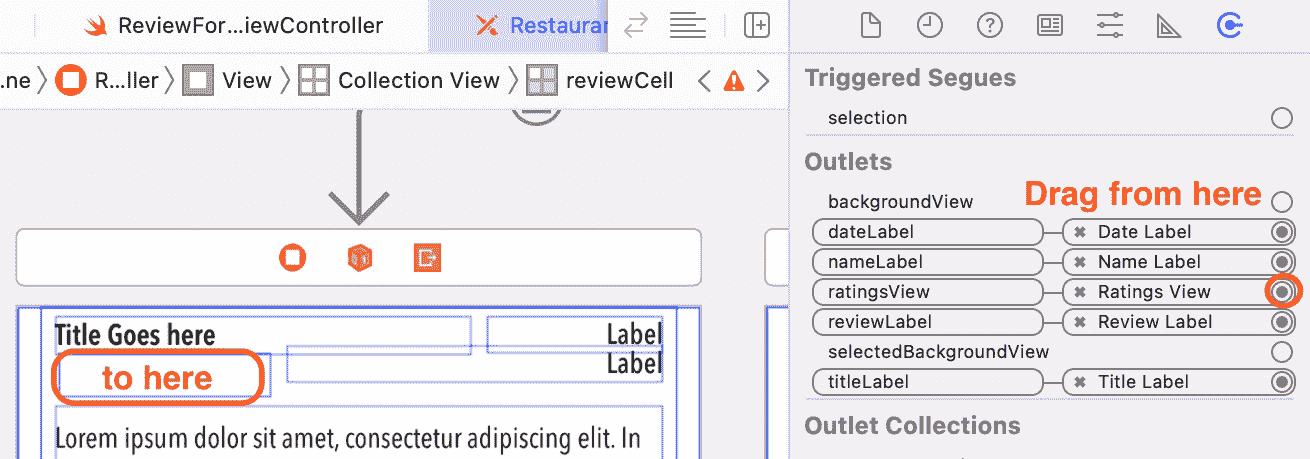 ReviewFor...iewController
Restaurar
.ne R...ller View Collection View reviewCell
Triggered Segues
selection
Outlets
backgroundView
Drag from here
dateLabel Date Label
nameLabel Name Label
ratingsView Ratings View
reviewLabel Review Label
selectedBackgroundView
titleLabel Title Label
Outlet Collections
Title Goes here Label
to here Label
Lorem ipsum dolor sit amet, consectetur adipiscing elit. In